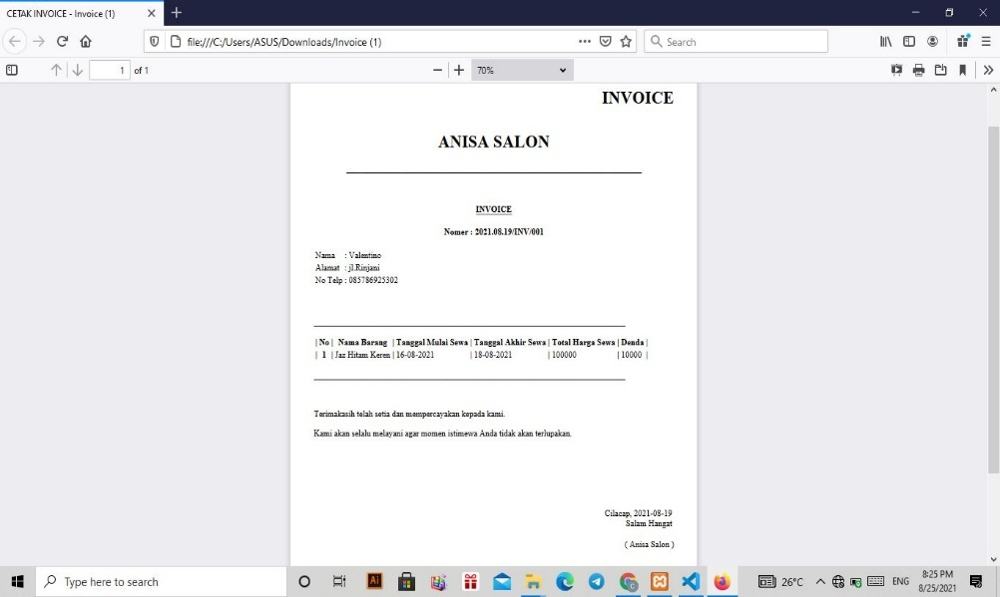 CETAK INVOICE - Invoice (1)
file:///C:/Users/ASUS/Downloads/Invoice (1)
Search
1 of 1
70%
INVOICE
ANISA SALON
INVOICE
Nomer : 2021.08.19/INV/001
Nama : Valentino
Alamat : jl.Rinjani
No Telp : 085786925302
| No | Nama Barang | Tanggal Mulai Sewa | Tanggal Akhir Sewa | Total Harga Sewa | Denda |
| 1 | Jaz Hitam Keren | 16-08-2021 | 18-08-2021 | 100000 | 10000 |
Terimakasih telah setia dan mempercayakan kepada kami.
Kami akan selalu melayani agar momen istimewa Anda tidak akan terlupakan.
Cilacap, 2021-08-19
Salam Hangat
( Anisa Salon )
Type here to search
Ai
26°C
ENG
8:25 PM
8/25/2021